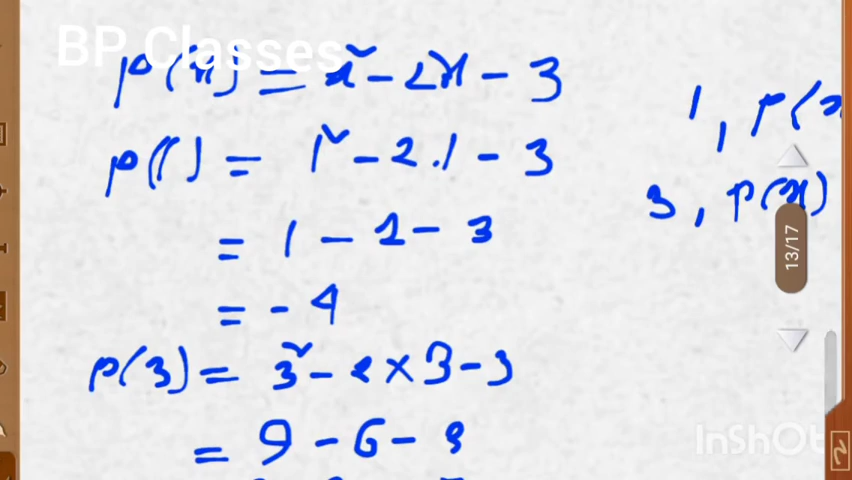 BP Classes
p(x) = x² - 2x - 3
p(1) = 1² - 2.1 - 3
= 1 - 2 - 3
= - 4
p(3) = 3² - 2 × 3 - 3
= 9 - 6 - 3
1, p(x
3, p(x)
13/17
InShOt